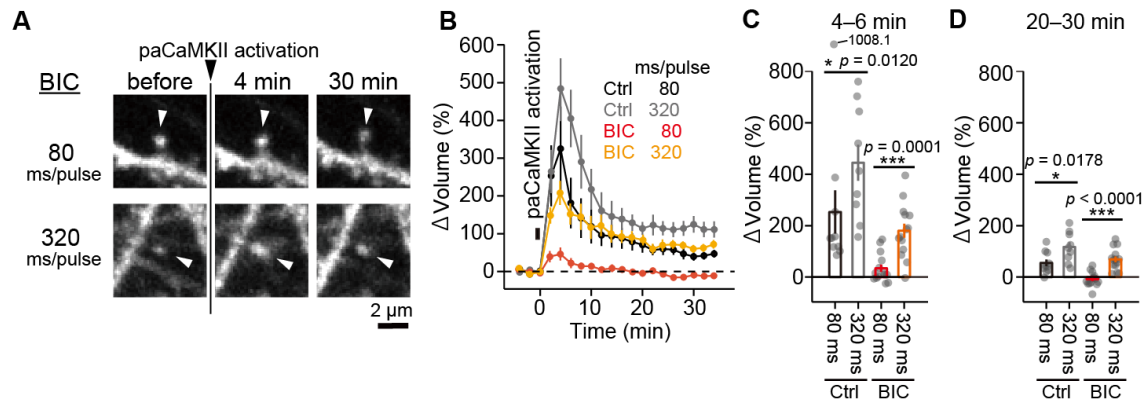 A
paCaMKII activation
BIC
before
4 min
30 min
80
ms/pulse
320
ms/pulse
2 µm
B
Δ Volume (%)
600
500
400
300
200
100
0
paCaMKII activation
ms/pulse
Ctrl 80
Ctrl 320
BIC 80
BIC 320
0 10 20 30
Time (min)
C
4–6 min
Δ Volume (%)
800
600
400
200
0
1008.1
* p = 0.0120
p = 0.0001
***
80 ms
320 ms
80 ms
320 ms
Ctrl
BIC
D
20–30 min
Δ Volume (%)
800
600
400
200
0
p = 0.0178
*
p < 0.0001
***
80 ms
320 ms
80 ms
320 ms
Ctrl
BIC